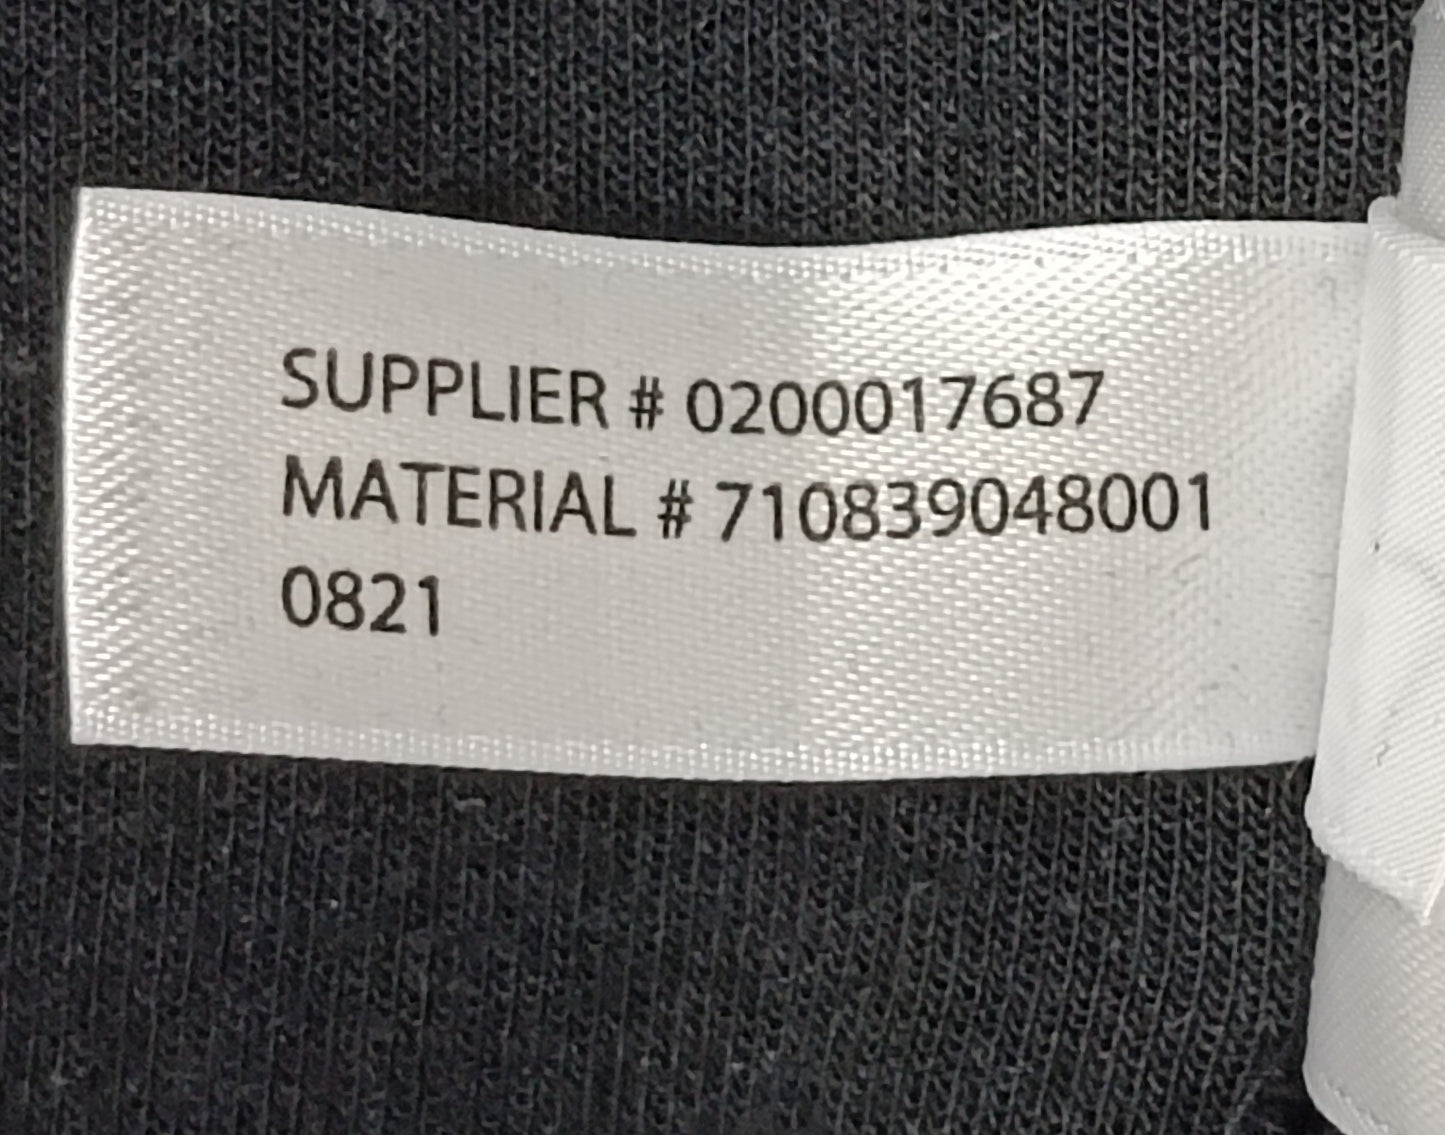 SUPPLIER # 0200017687
MATERIAL # 710839048001
0821